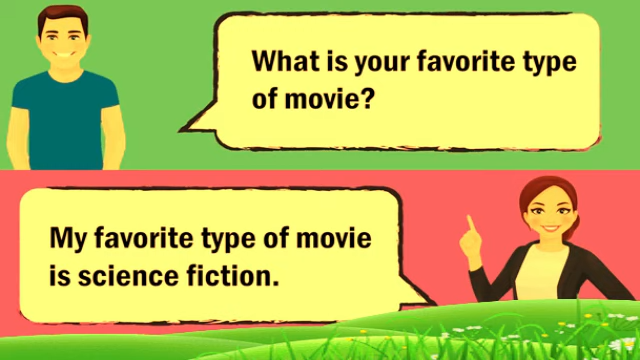 What is your favorite type
of movie?
My favorite type of movie
is science fiction.